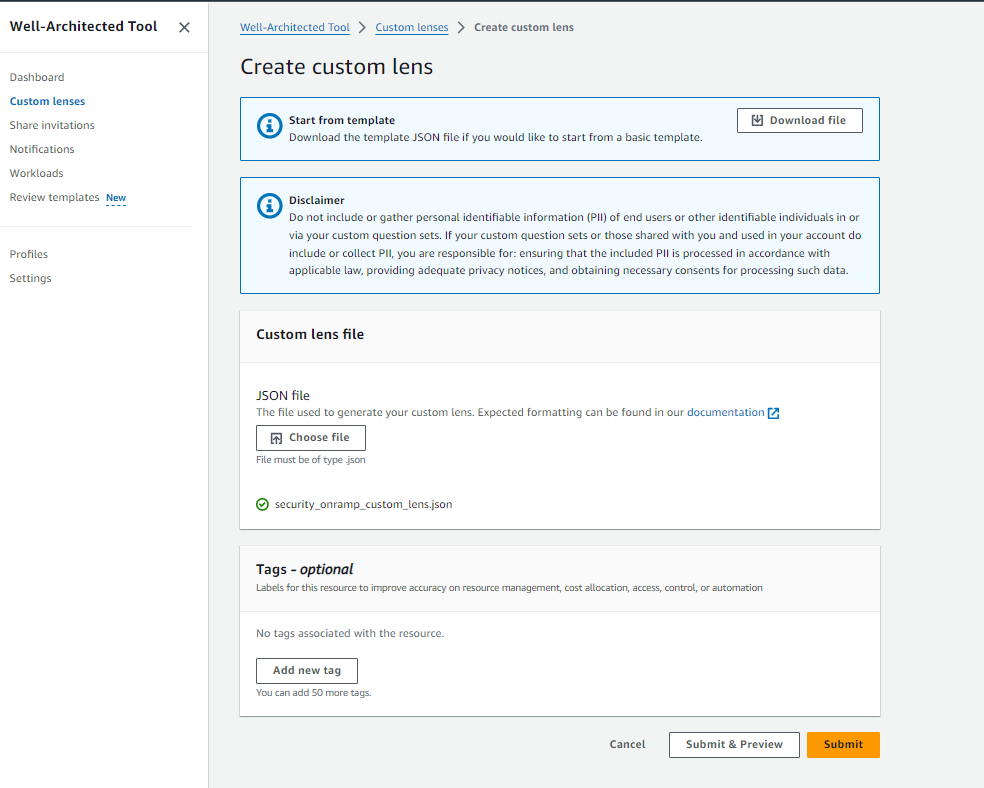 Well-Architected Tool
Dashboard
Custom lenses
Share invitations
Notifications
Workloads
Review templates New
Profiles
Settings
Well-Architected Tool > Custom lenses > Create custom lens
Create custom lens
Start from template
Download the template JSON file if you would like to start from a basic template.
Download file
Disclaimer
Do not include or gather personal identifiable information (PII) of end users or other identifiable individuals in or
via your custom question sets. If your custom question sets or those shared with you and used in your account do
include or collect PII, you are responsible for: ensuring that the included PII is processed in accordance with
applicable law, providing adequate privacy notices, and obtaining necessary consents for processing such data.
Custom lens file
JSON file
The file used to generate your custom lens. Expected formatting can be found in our documentation
Choose file
File must be of type .json
security_onramp_custom_lens.json
Tags - optional
Labels for this resource to improve accuracy on resource management, cost allocation, access, control, or automation
No tags associated with the resource.
Add new tag
You can add 50 more tags.
Cancel
Submit & Preview
Submit